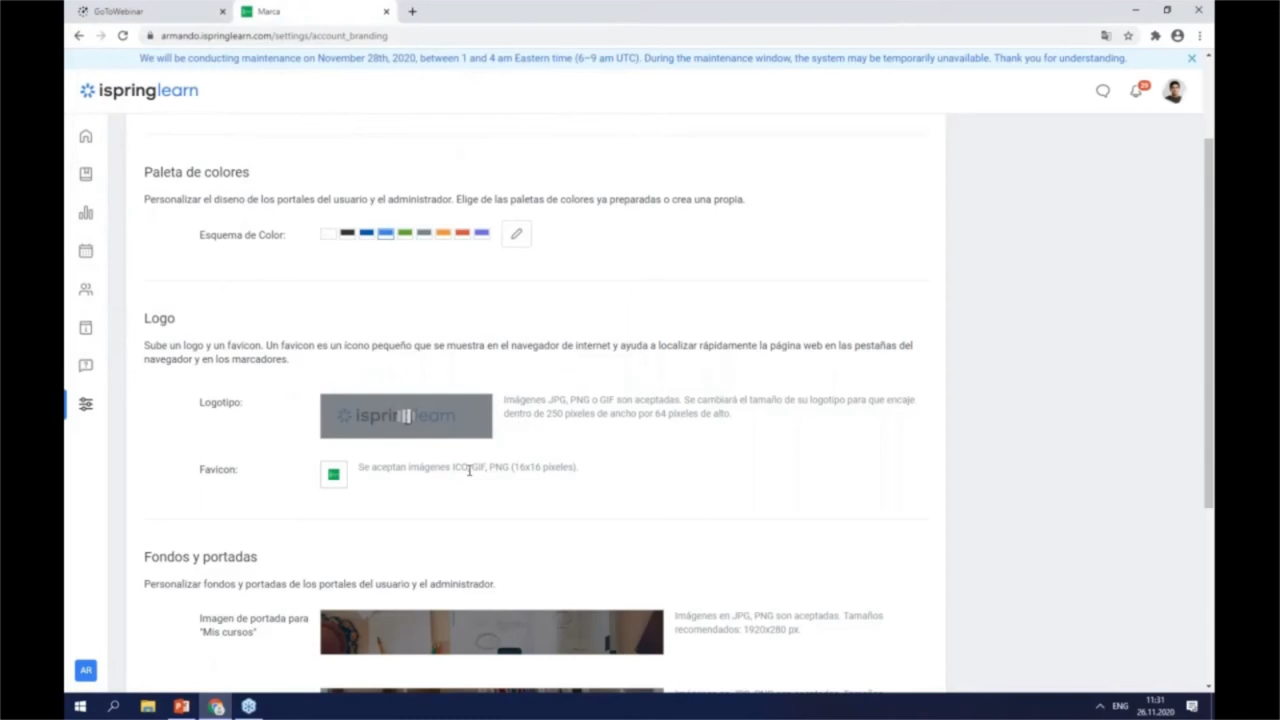 GoToWebinar
Marca
armando.ispringlearn.com/settings/account_branding
We will be conducting maintenance on November 28th, 2020, between 1 and 4 am Eastern time (6–9 am UTC). During the maintenance window, the system may be temporarily unavailable. Thank you for understanding.
ispringlearn
Paleta de colores
Personalizar el diseno de los portales del usuario y el administrador. Elige de las paletas de colores ya preparadas o crea una propia.
Esquema de Color:
Logo
Sube un logo y un favicon. Un favicon es un ícono pequeño que se muestra en el navegador de internet y ayuda a localizar rápidamente la página web en las pestañas del
navegador y en los marcadores.
Logotipo:
Imágenes JPG, PNG o GIF son aceptadas. Se cambiará el tamaño de su logotipo para que encaje
dentro de 250 píxeles de ancho por 64 píxeles de alto.
Favicon:
Se aceptan imágenes ICO, GIF, PNG (16x16 píxeles).
Fondos y portadas
Personalizar fondos y portadas de los portales del usuario y el administrador.
Imagen de portada para
"Mis cursos"
Imágenes en JPG, PNG son aceptadas. Tamaños
recomendados: 1920x280 px.
AR
ENG
11:31
26.11.2020